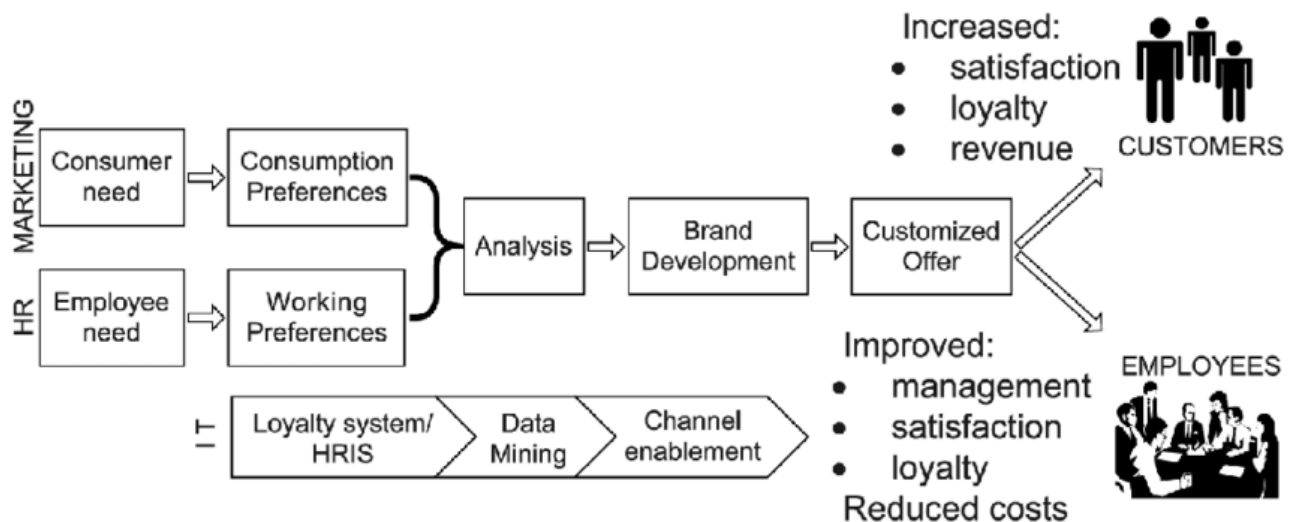 Increased:
• satisfaction
• loyalty
• revenue
CUSTOMERS
MARKETING
Consumer
need
Consumption
Preferences
Analysis
Brand
Development
Customized
Offer
HR
Employee
need
Working
Preferences
Improved:
• management
• satisfaction
• loyalty
Reduced costs
EMPLOYEES
IT
Loyalty system/
HRIS
Data
Mining
Channel
enablement